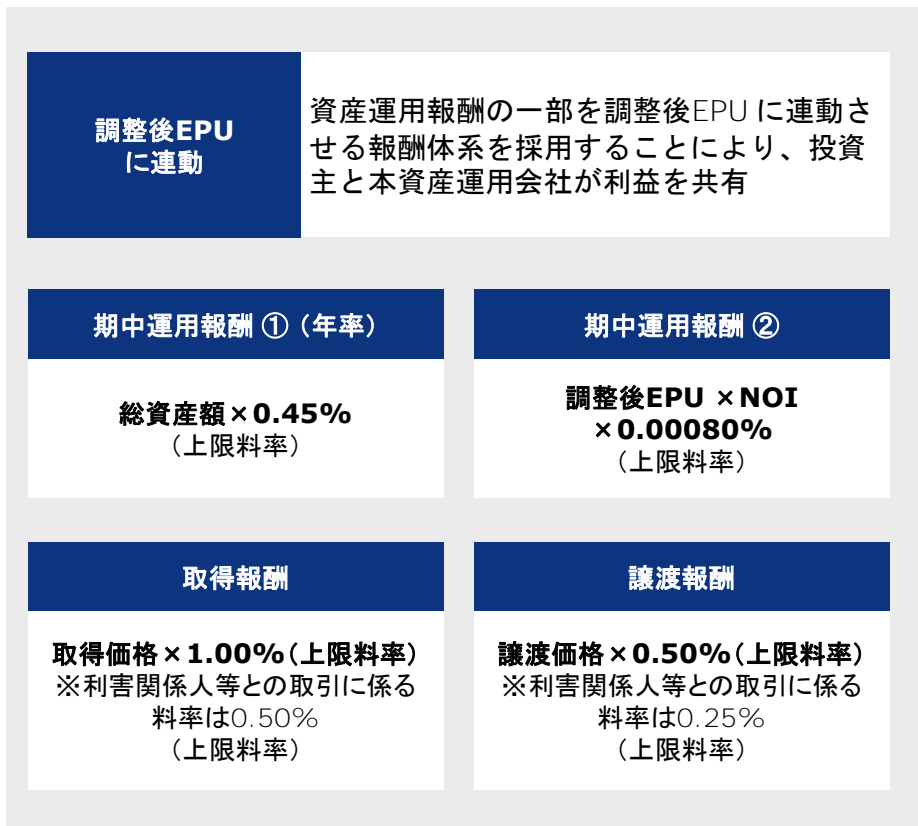 調整後EPU
に連動
資産運用報酬の一部を調整後EPU に連動さ
せる報酬体系を採用することにより、投資
主と本資産運用会社が利益を共有
期中運用報酬 ①（年率）
総資産額×0.45%
（上限料率）
期中運用報酬 ②
調整後EPU ×NOI
×0.00080%
（上限料率）
取得報酬
取得価格×1.00%（上限料率）
※利害関係人等との取引に係る
料率は0.50%
（上限料率）
譲渡報酬
譲渡価格×0.50%（上限料率）
※利害関係人等との取引に係る
料率は0.25%
（上限料率）